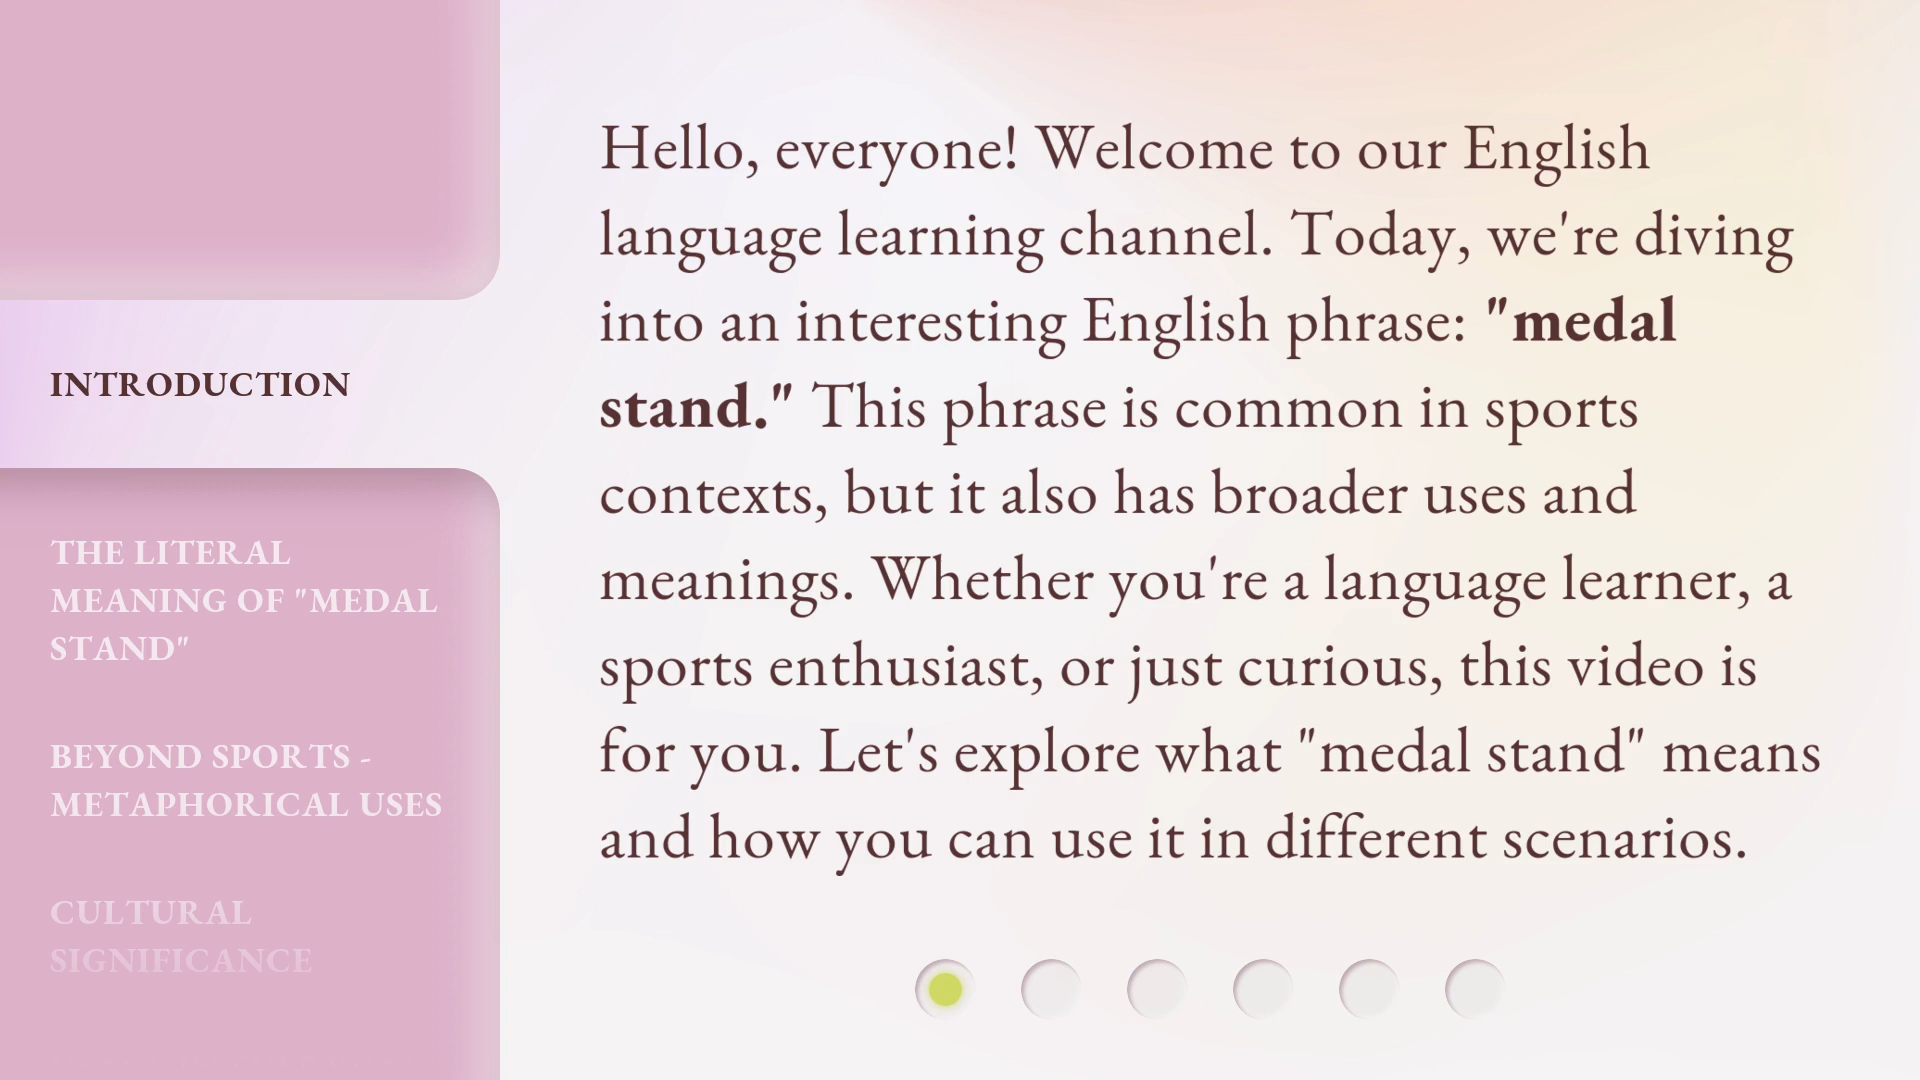 INTRODUCTION
THE LITERAL
MEANING OF "MEDAL
STAND"
BEYOND SPORTS -
METAPHORICAL USES
CULTURAL
SIGNIFICANCE
Hello, everyone! Welcome to our English
language learning channel. Today, we're diving
into an interesting English phrase: "medal
stand." This phrase is common in sports
contexts, but it also has broader uses and
meanings. Whether you're a language learner, a
sports enthusiast, or just curious, this video is
for you. Let's explore what "medal stand" means
and how you can use it in different scenarios.